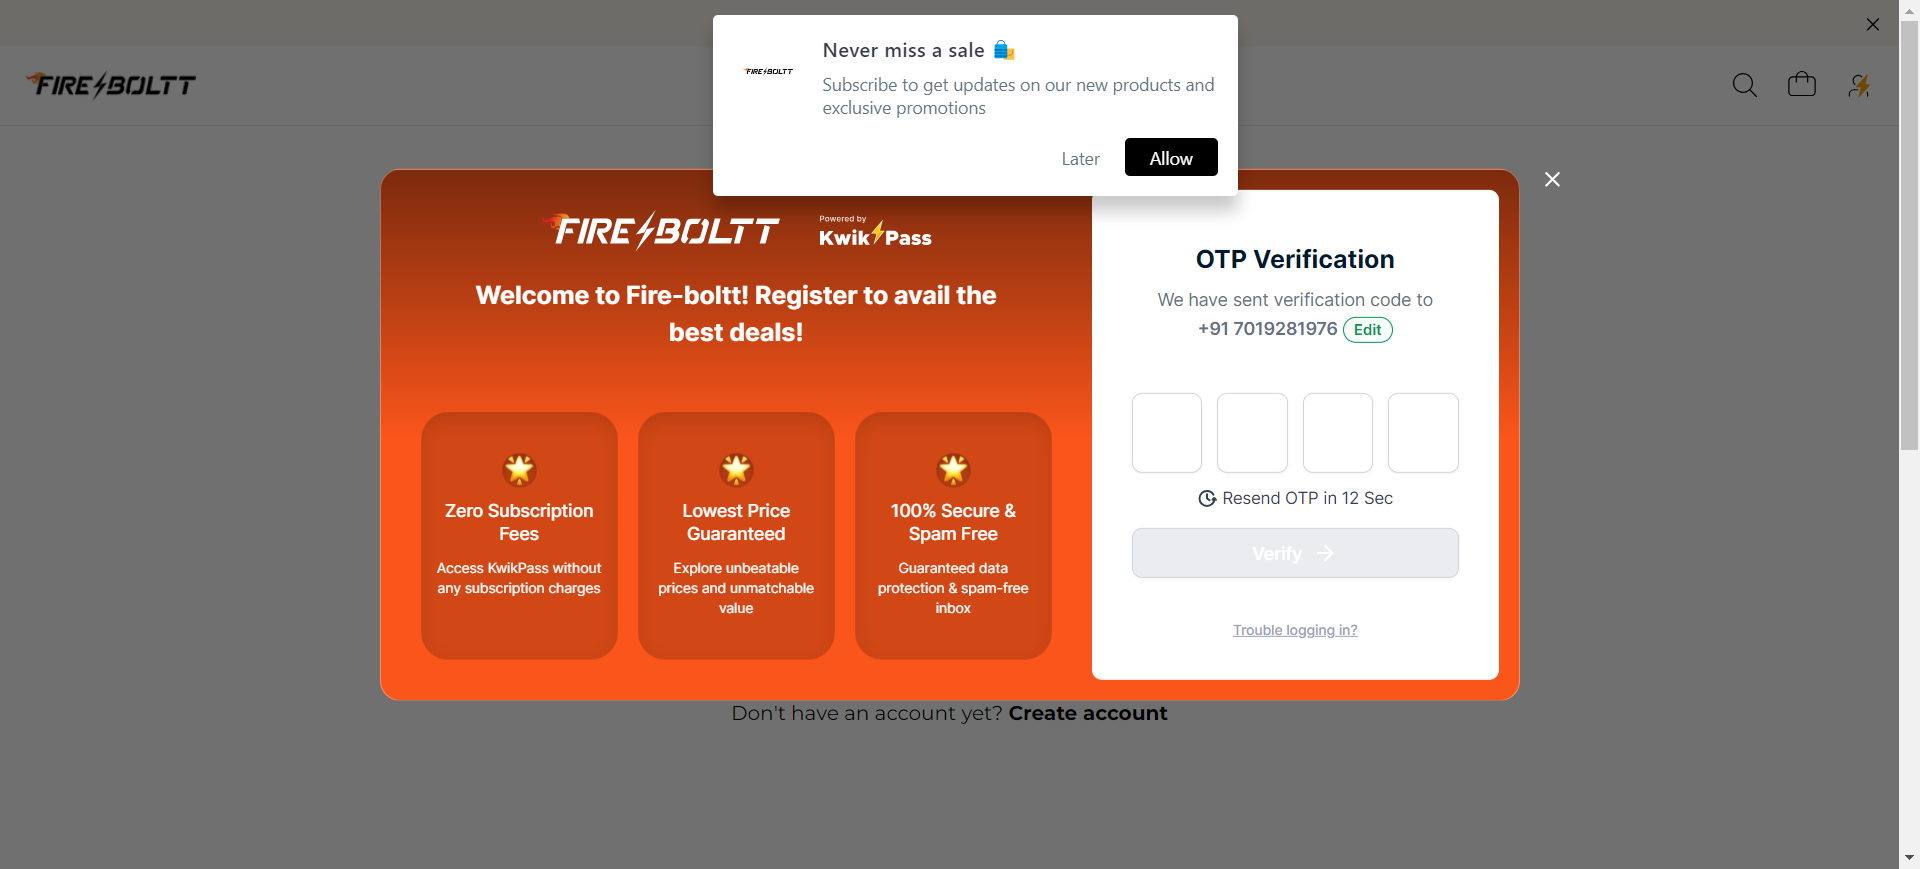 FIRE BOLTT
FIRE BOLTT
Never miss a sale 🛍️
Subscribe to get updates on our new products and
exclusive promotions
Later
Allow
FIRE BOLTT
Powered by
Kwik Pass
Welcome to Fire-boltt! Register to avail the
best deals!
Zero Subscription
Fees
Access KwikPass without
any subscription charges
Lowest Price
Guaranteed
Explore unbeatable
prices and unmatchable
value
100% Secure &
Spam Free
Guaranteed data
protection & spam-free
inbox
OTP Verification
We have sent verification code to
+91 7019281976 Edit
Resend OTP in 12 Sec
Verify →
Trouble logging in?
Don't have an account yet? Create account